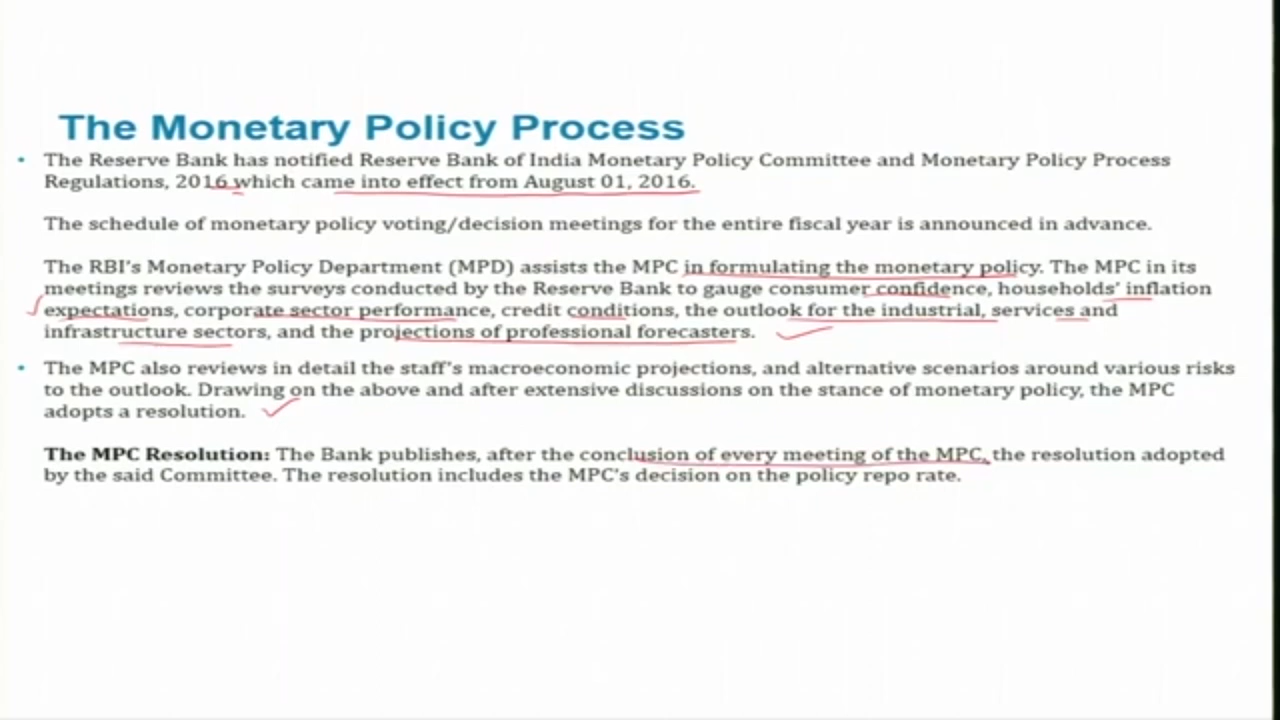 The Monetary Policy Process
• The Reserve Bank has notified Reserve Bank of India Monetary Policy Committee and Monetary Policy Process
Regulations, 2016 which came into effect from August 01, 2016.
The schedule of monetary policy voting/decision meetings for the entire fiscal year is announced in advance.
The RBI's Monetary Policy Department (MPD) assists the MPC in formulating the monetary policy. The MPC in its
meetings reviews the surveys conducted by the Reserve Bank to gauge consumer confidence, households' inflation
expectations, corporate sector performance, credit conditions, the outlook for the industrial, services and
infrastructure sectors, and the projections of professional forecasters.
• The MPC also reviews in detail the staff's macroeconomic projections, and alternative scenarios around various risks
to the outlook. Drawing on the above and after extensive discussions on the stance of monetary policy, the MPC
adopts a resolution.
The MPC Resolution: The Bank publishes, after the conclusion of every meeting of the MPC, the resolution adopted
by the said Committee. The resolution includes the MPC's decision on the policy repo rate.